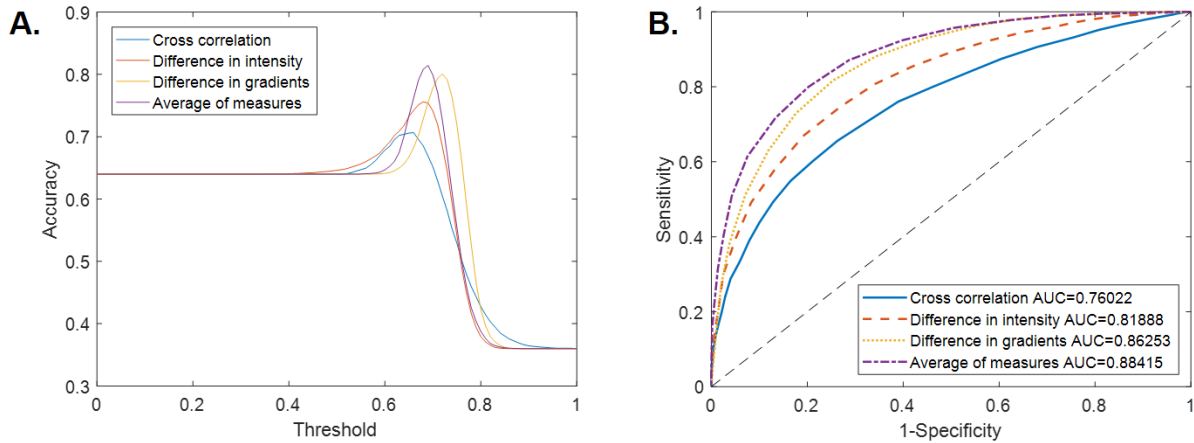 A.
0.9
0.8
0.7
0.6
0.5
0.4
0.3
Accuracy
Cross correlation
Difference in intensity
Difference in gradients
Average of measures
0 0.2 0.4 0.6 0.8 1
Threshold
B.
1
0.8
0.6
0.4
0.2
0
Sensitivity
Cross correlation AUC=0.76022
Difference in intensity AUC=0.81888
Difference in gradients AUC=0.86253
Average of measures AUC=0.88415
0 0.2 0.4 0.6 0.8 1
1-Specificity